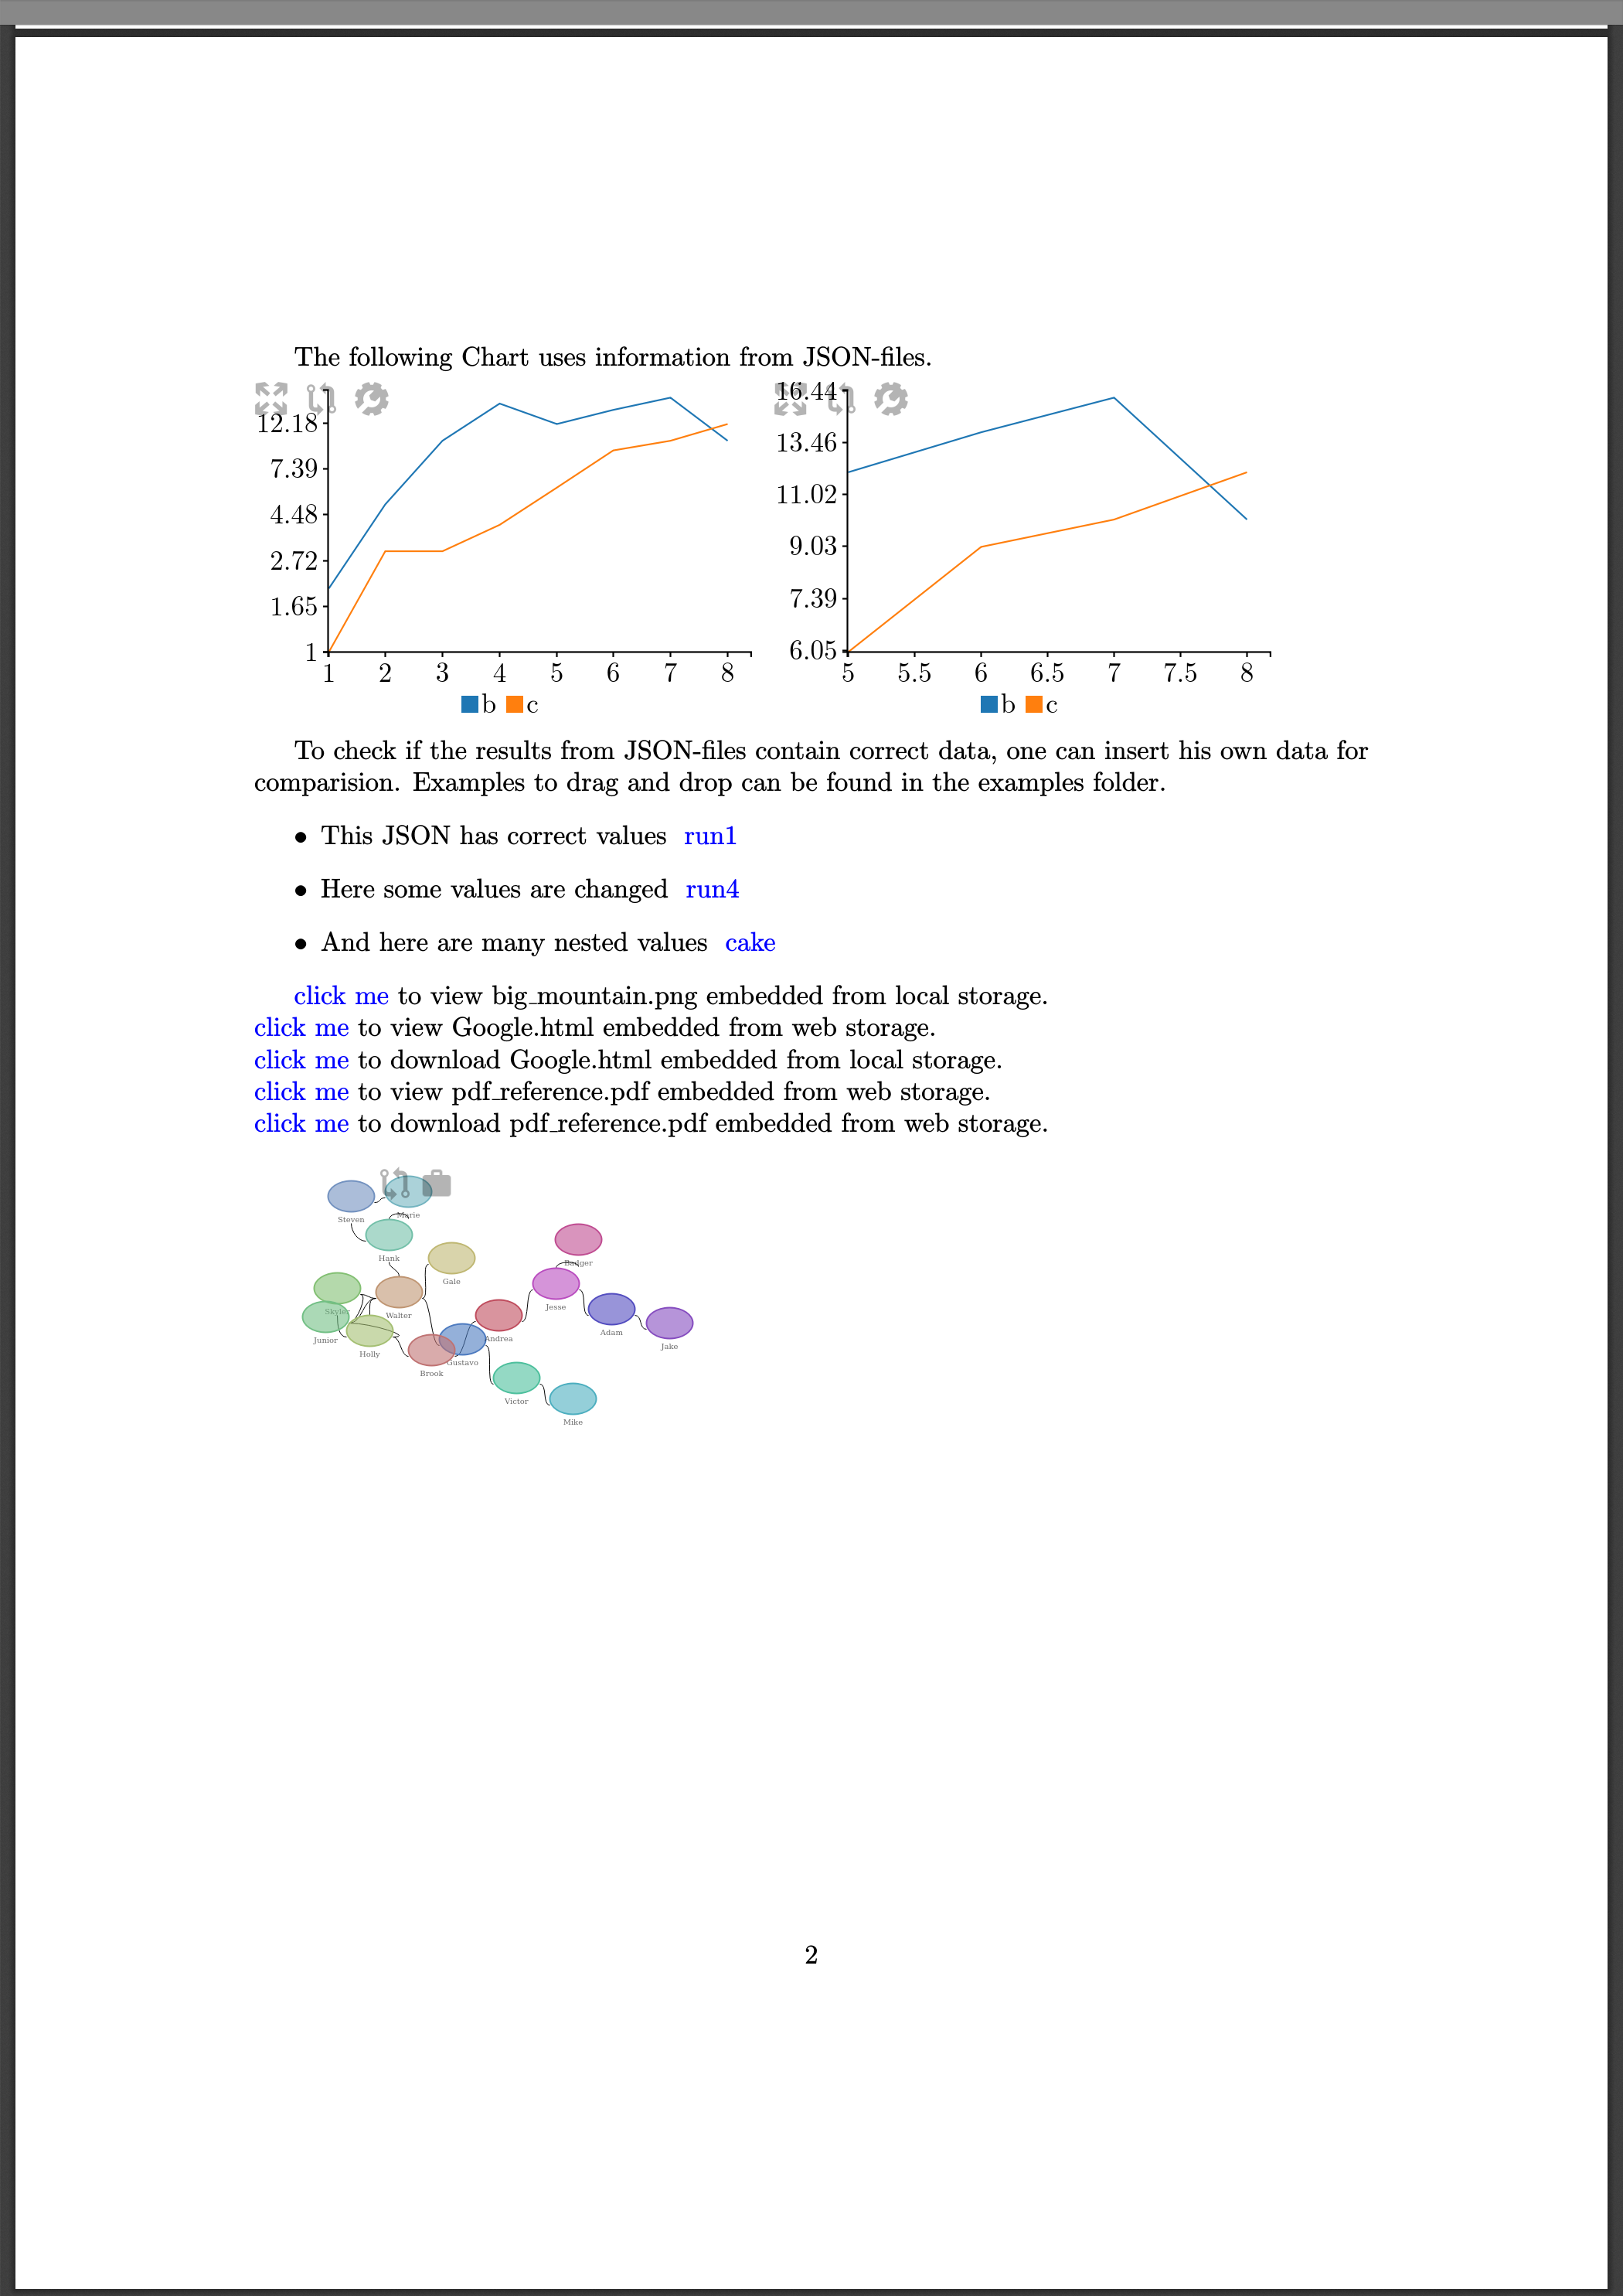 The following Chart uses information from JSON-files.
12.18
7.39
4.48
2.72
1.65
1
1 2 3 4 5 6 7 8
b c
16.44
13.46
11.02
9.03
7.39
6.05
5 5.5 6 6.5 7 7.5 8
b c
To check if the results from JSON-files contain correct data, one can insert his own data for
comparision. Examples to drag and drop can be found in the examples folder.
• This JSON has correct values run1
• Here some values are changed run4
• And here are many nested values cake
click me to view big_mountain.png embedded from local storage.
click me to view Google.html embedded from web storage.
click me to download Google.html embedded from local storage.
click me to view pdf_reference.pdf embedded from web storage.
click me to download pdf_reference.pdf embedded from web storage.
Steven
Marie
Hank
Badger
Gale
Skyler
Walter
Jesse
Junior
Andrea
Adam
Jake
Holly
Gustavo
Brook
Victor
Mike
2